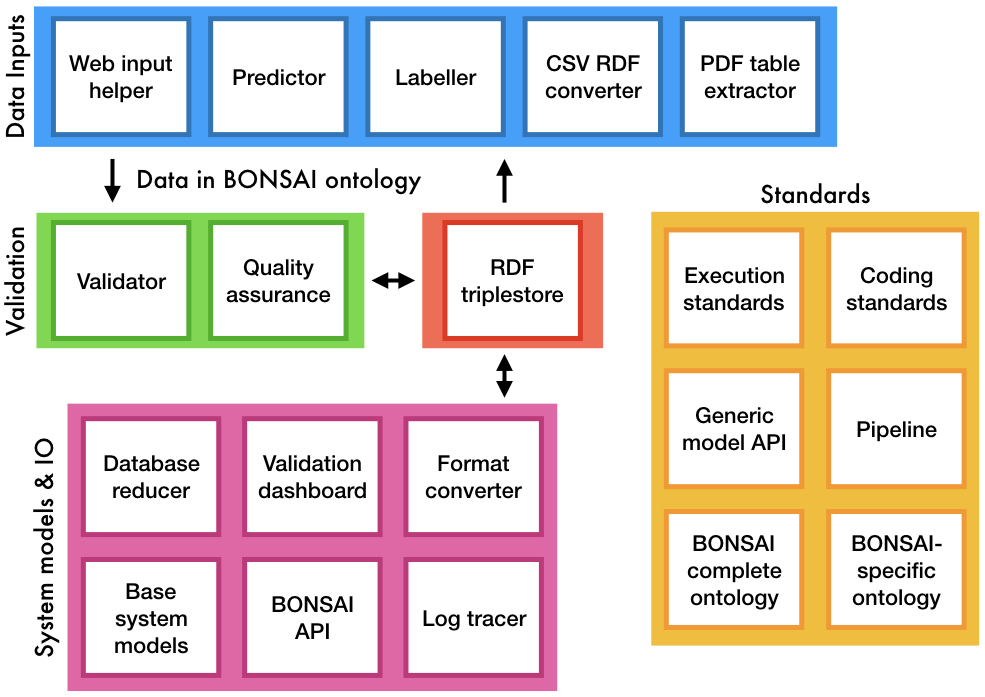 Data Inputs
Web input
helper
Predictor
Labeller
CSV RDF
converter
PDF table
extractor
Data in BONSAI ontology
Validation
Validator
Quality
assurance
RDF
triplestore
System models & IO
Database
reducer
Validation
dashboard
Format
converter
Base
system
models
BONSAI
API
Log tracer
Standards
Execution
standards
Coding
standards
Generic
model API
Pipeline
BONSAI
complete
ontology
BONSAI-
specific
ontology